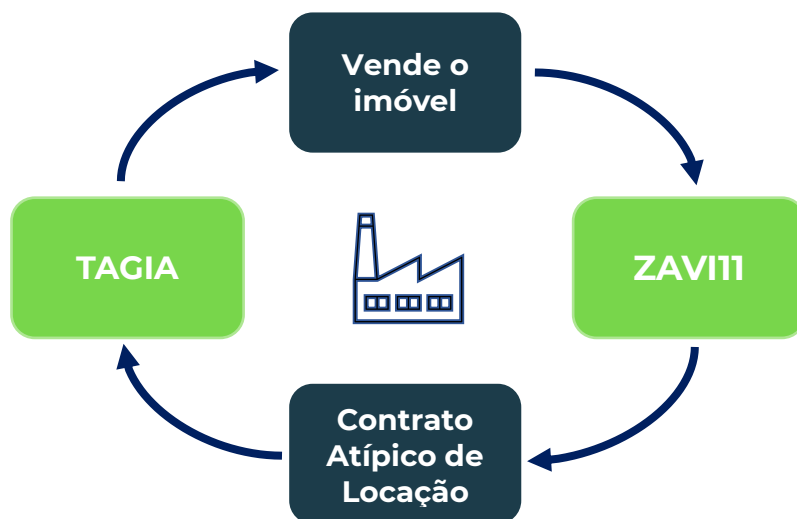 Vende o
imóvel
TAGIA
ZAVI11
Contrato
Atípico de
Locação